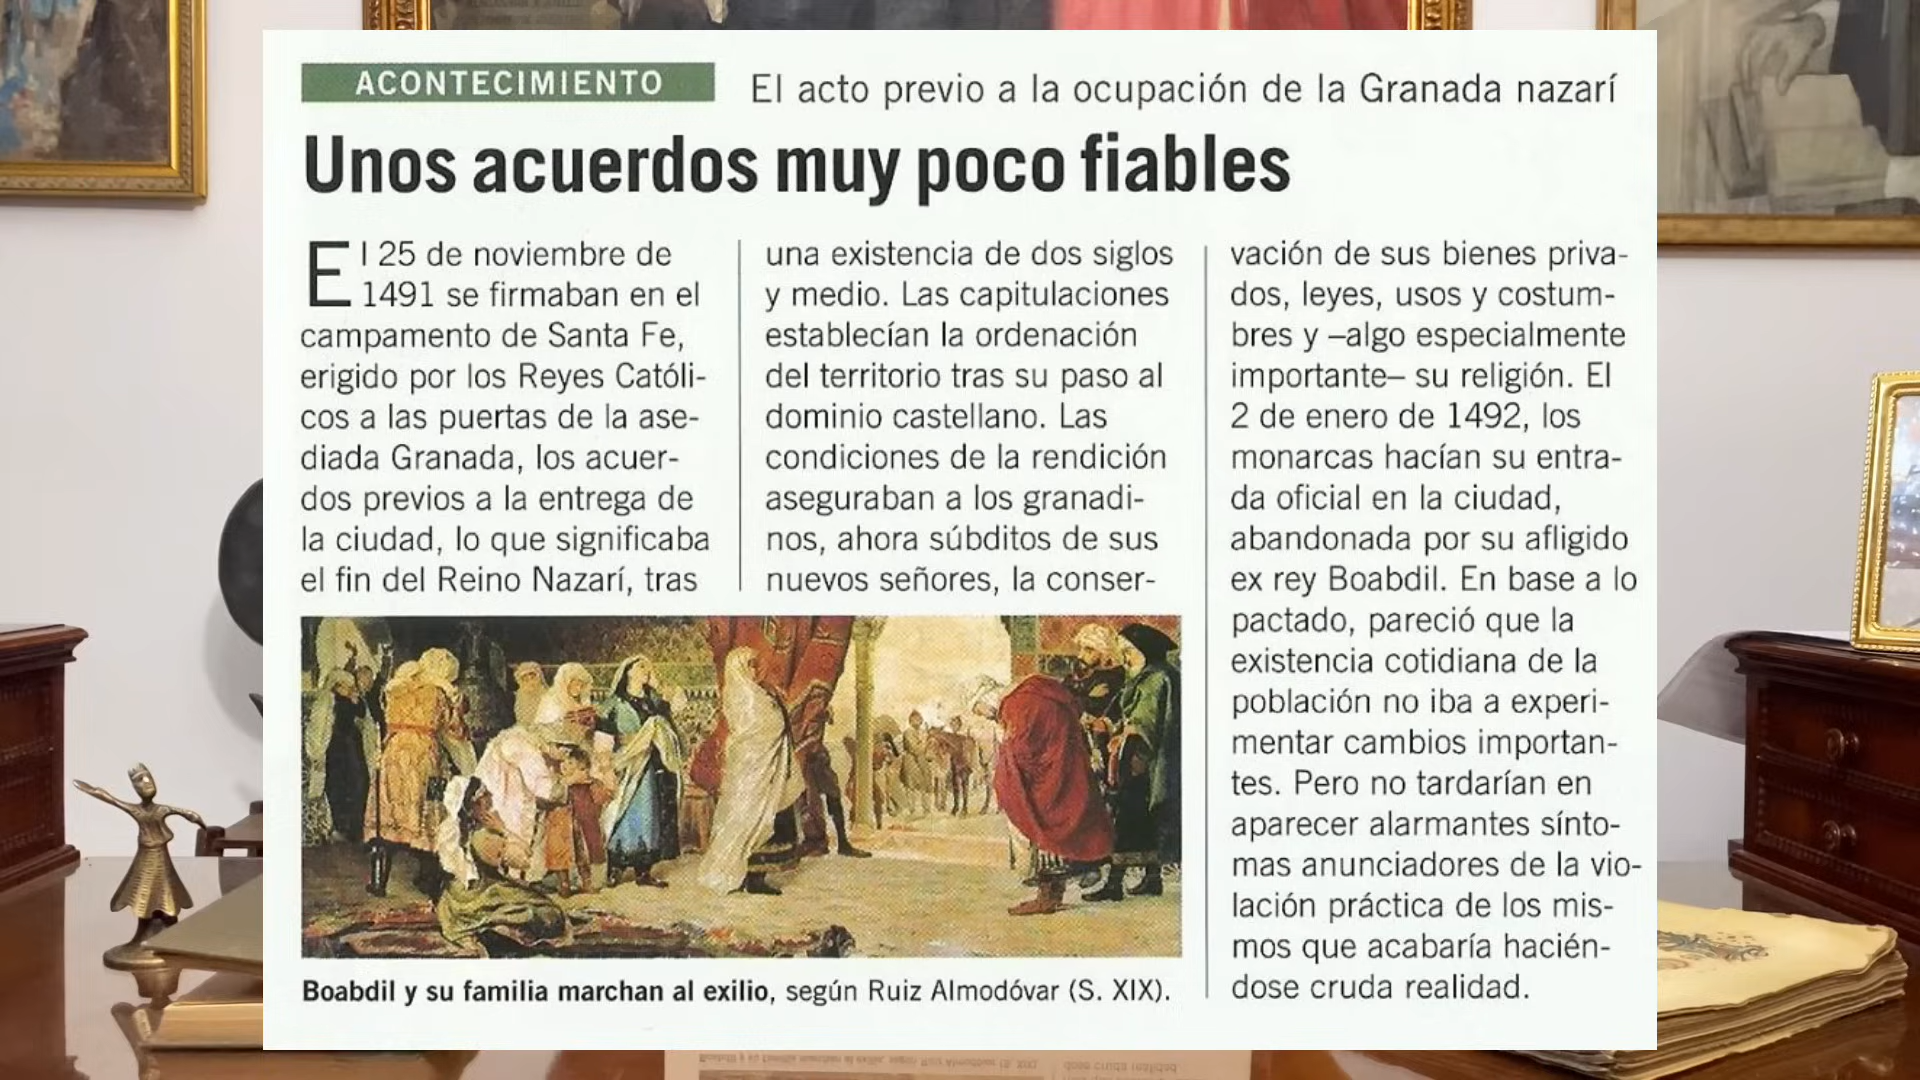 ACONTECIMIENTO
El acto previo a la ocupación de la Granada nazarí
Unos acuerdos muy poco fiables
El 25 de noviembre de
1491 se firmaban en el
campamento de Santa Fe,
erigido por los Reyes Católi-
cos a las puertas de la ase-
diada Granada, los acuer-
dos previos a la entrega de
la ciudad, lo que significaba
el fin del Reino Nazarí, tras
una existencia de dos siglos
y medio. Las capitulaciones
establecían la ordenación
del territorio tras su paso al
dominio castellano. Las
condiciones de la rendición
aseguraban a los granadi-
nos, ahora súbditos de sus
nuevos señores, la conser-
vación de sus bienes priva-
dos, leyes, usos y costum-
bres y –algo especialmente
importante– su religión. El
2 de enero de 1492, los
monarcas hacían su entra-
da oficial en la ciudad,
abandonada por su afligido
ex rey Boabdil. En base a lo
pactado, pareció que la
existencia cotidiana de la
población no iba a experi-
mentar cambios importan-
tes. Pero no tardarían en
aparecer alarmantes sínto-
mas anunciadores de la vio-
lación práctica de los mis-
mos que acabaría hacién-
dose cruda realidad.
Boabdil y su familia marchan al exilio, según Ruiz Almodóvar (S. XIX).